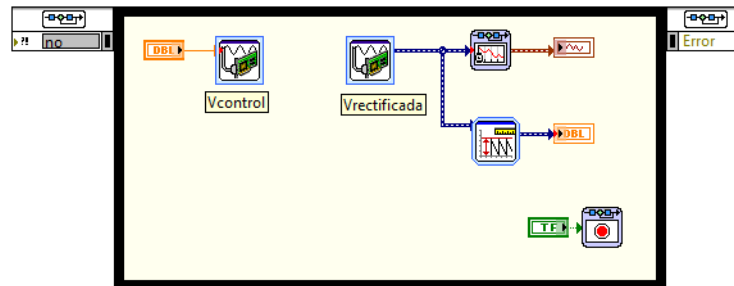 ?! no
Error
DBL
Vcontrol
Vrectificada
DBL
TF